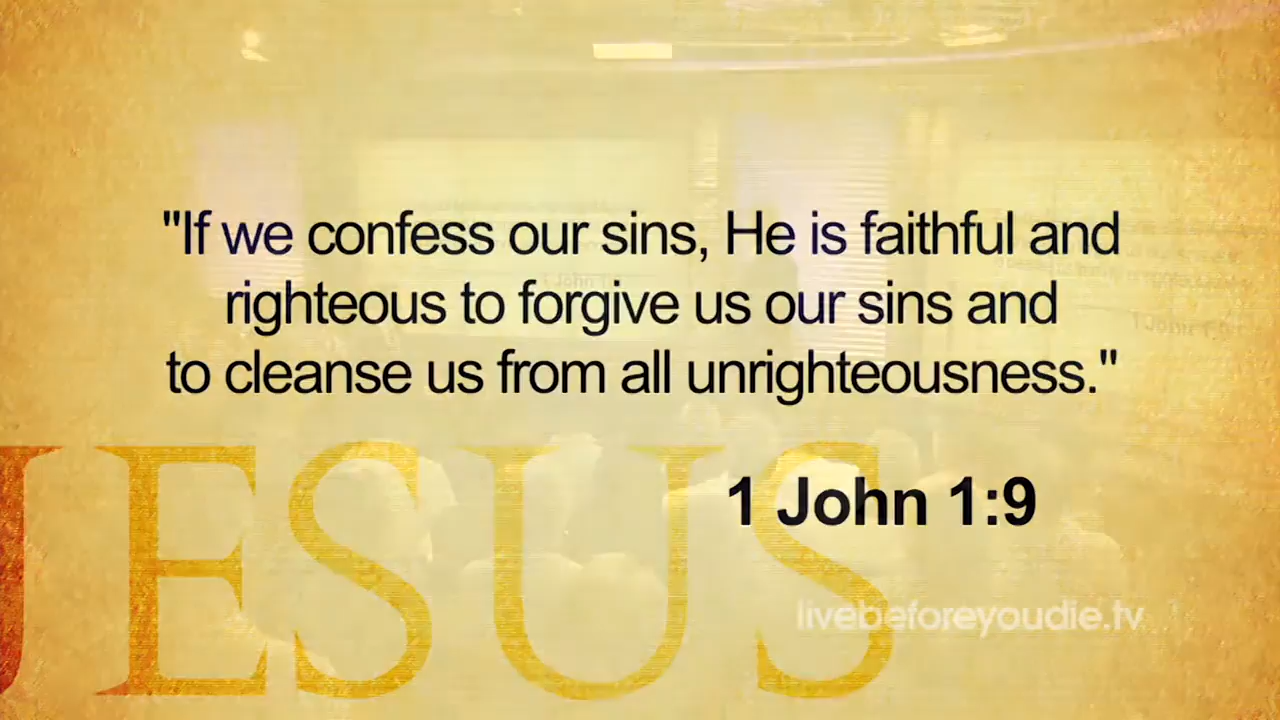 "If we confess our sins, He is faithful and
righteous to forgive us our sins and
to cleanse us from all unrighteousness."
JESUS
1 John 1:9
livebeforeyoudie.tv